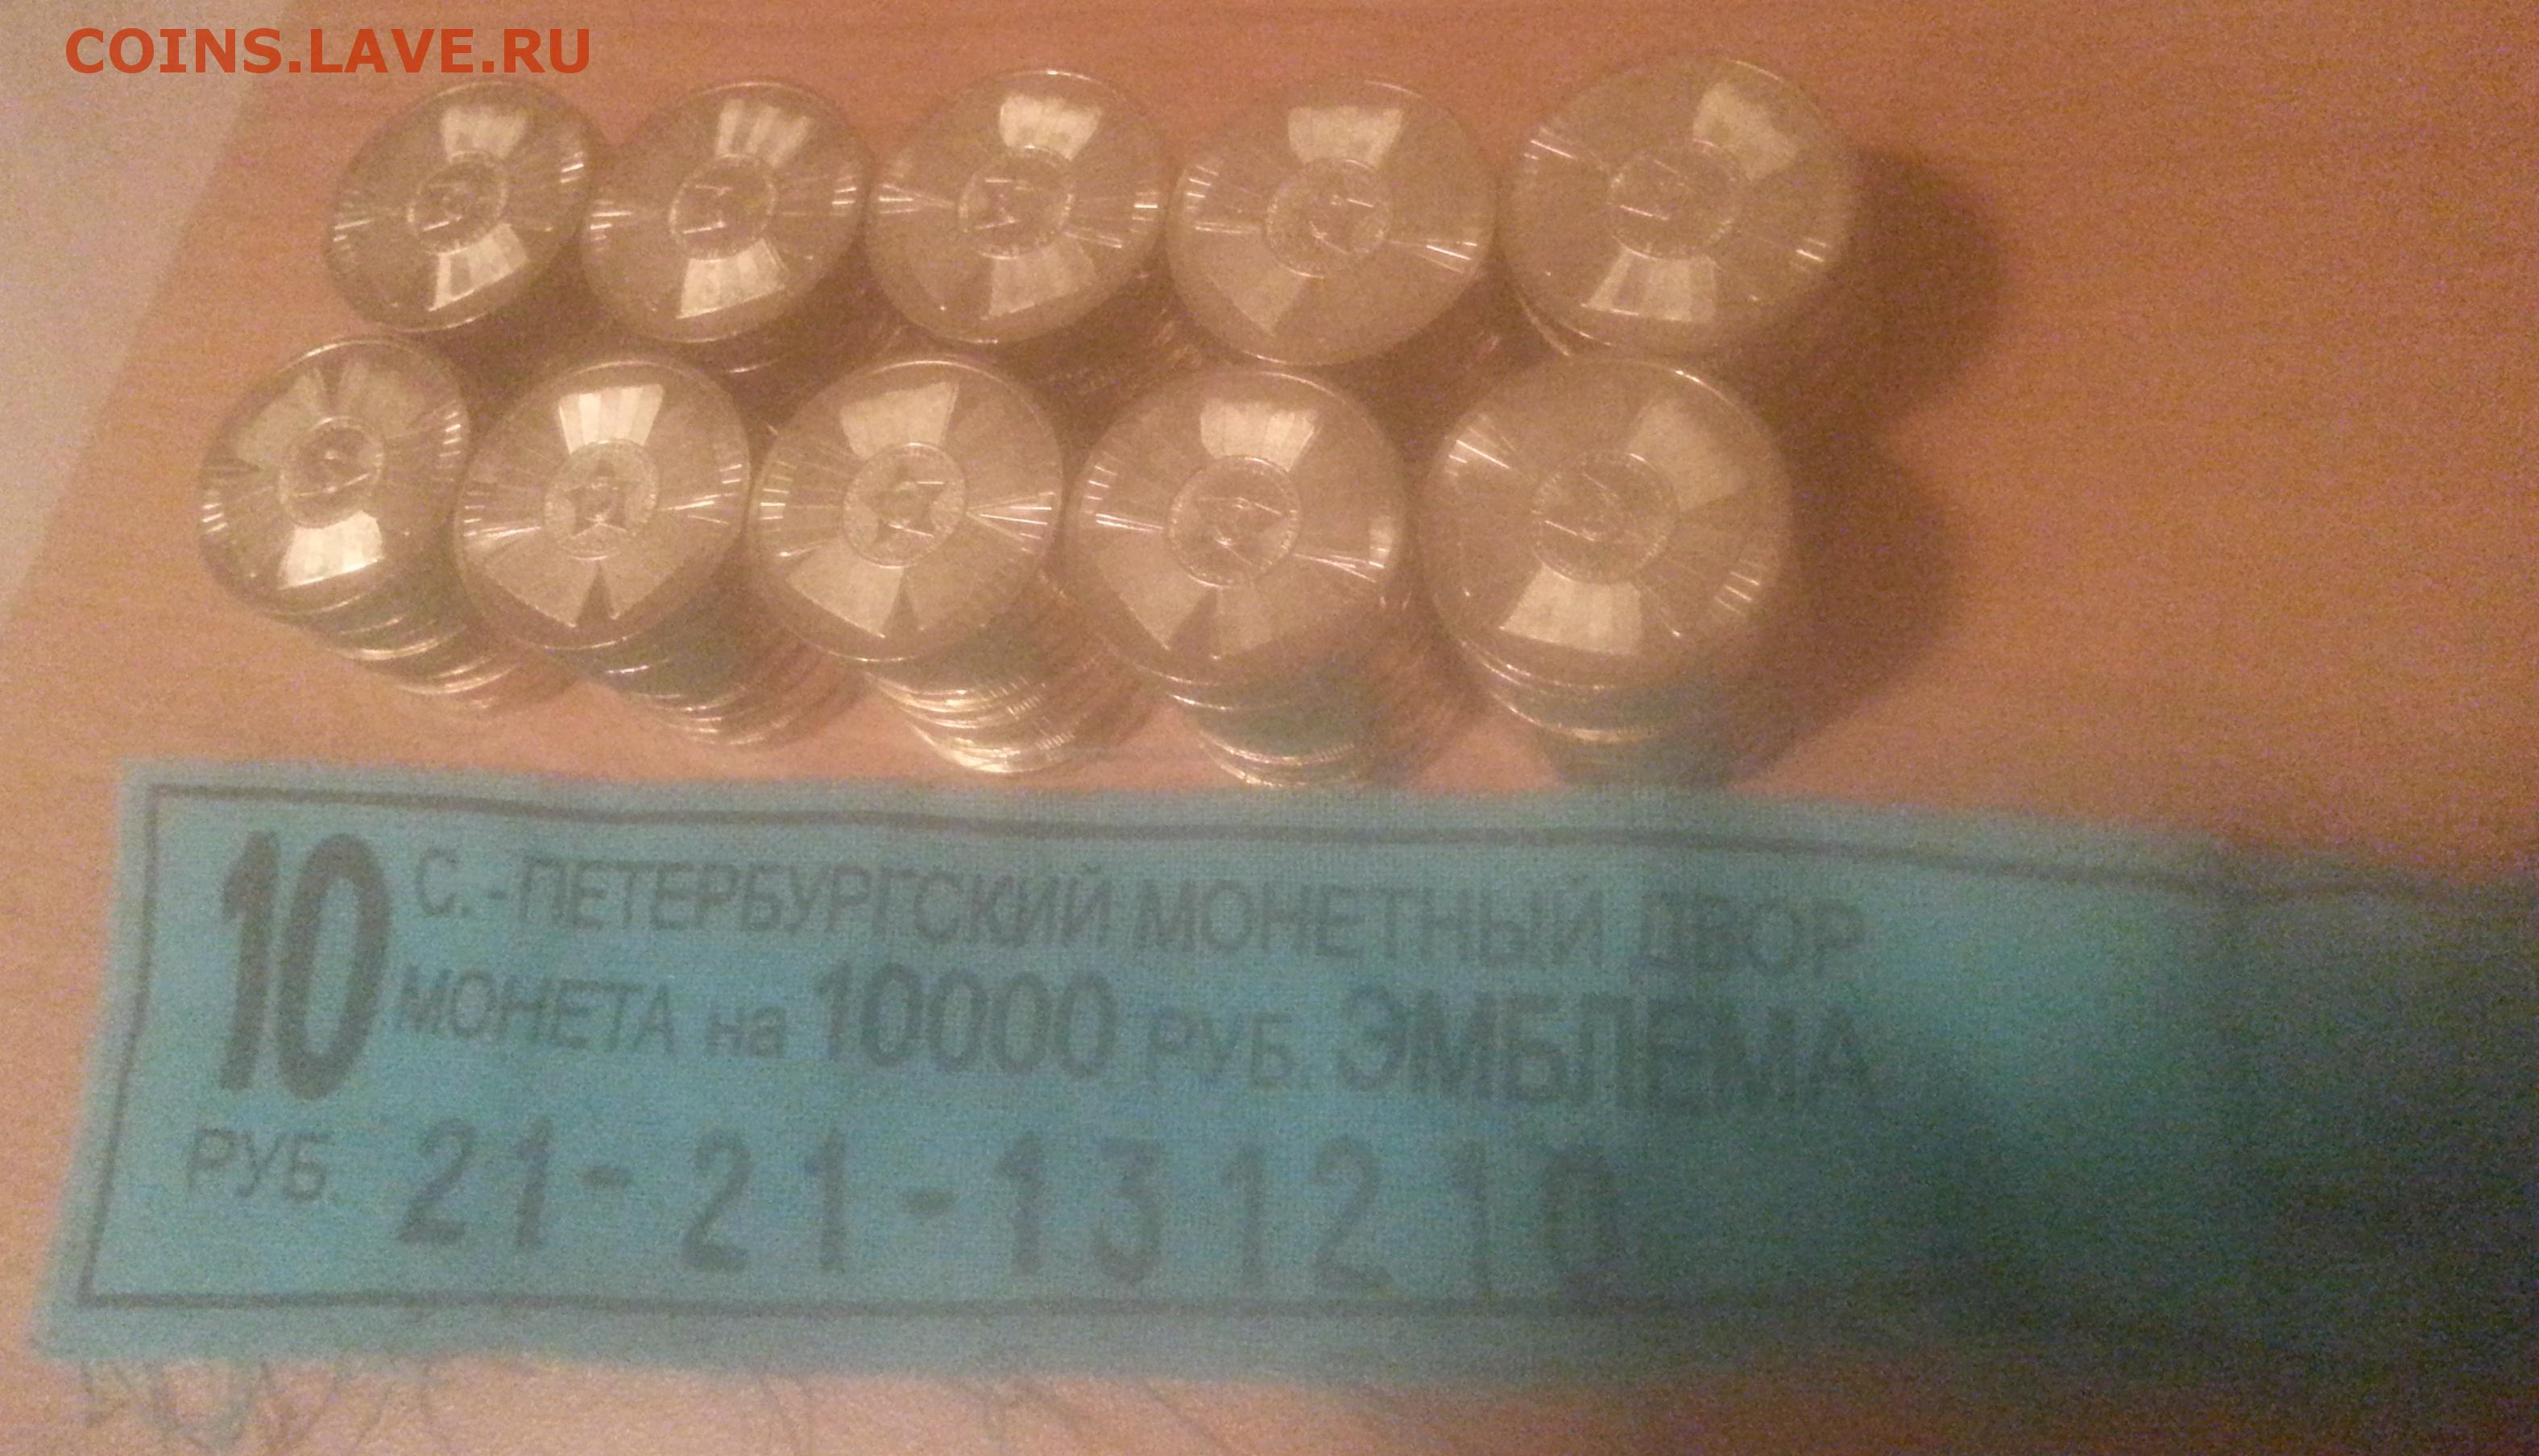 COINS.LAVE.RU
10 С.-ПЕТЕРБУРГСКИЙ МОНЕТНЫЙ ДВОР
МОНЕТА на 10000 РУБ. ЭМБЛЕМА
РУБ. 21-21-131210